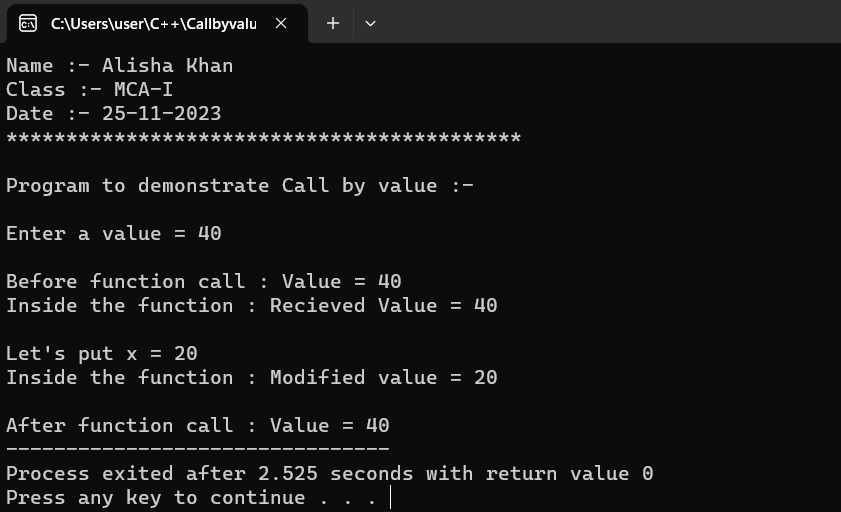 C:\Users\user\C++\Callbyvalu
Name :- Alisha Khan
Class :- MCA-I
Date :- 25-11-2023
*******************************************
Program to demonstrate Call by value :-
Enter a value = 40
Before function call : Value = 40
Inside the function : Recieved Value = 40
Let's put x = 20
Inside the function : Modified value = 20
After function call : Value = 40
--------------------------------
Process exited after 2.525 seconds with return value 0
Press any key to continue . . .